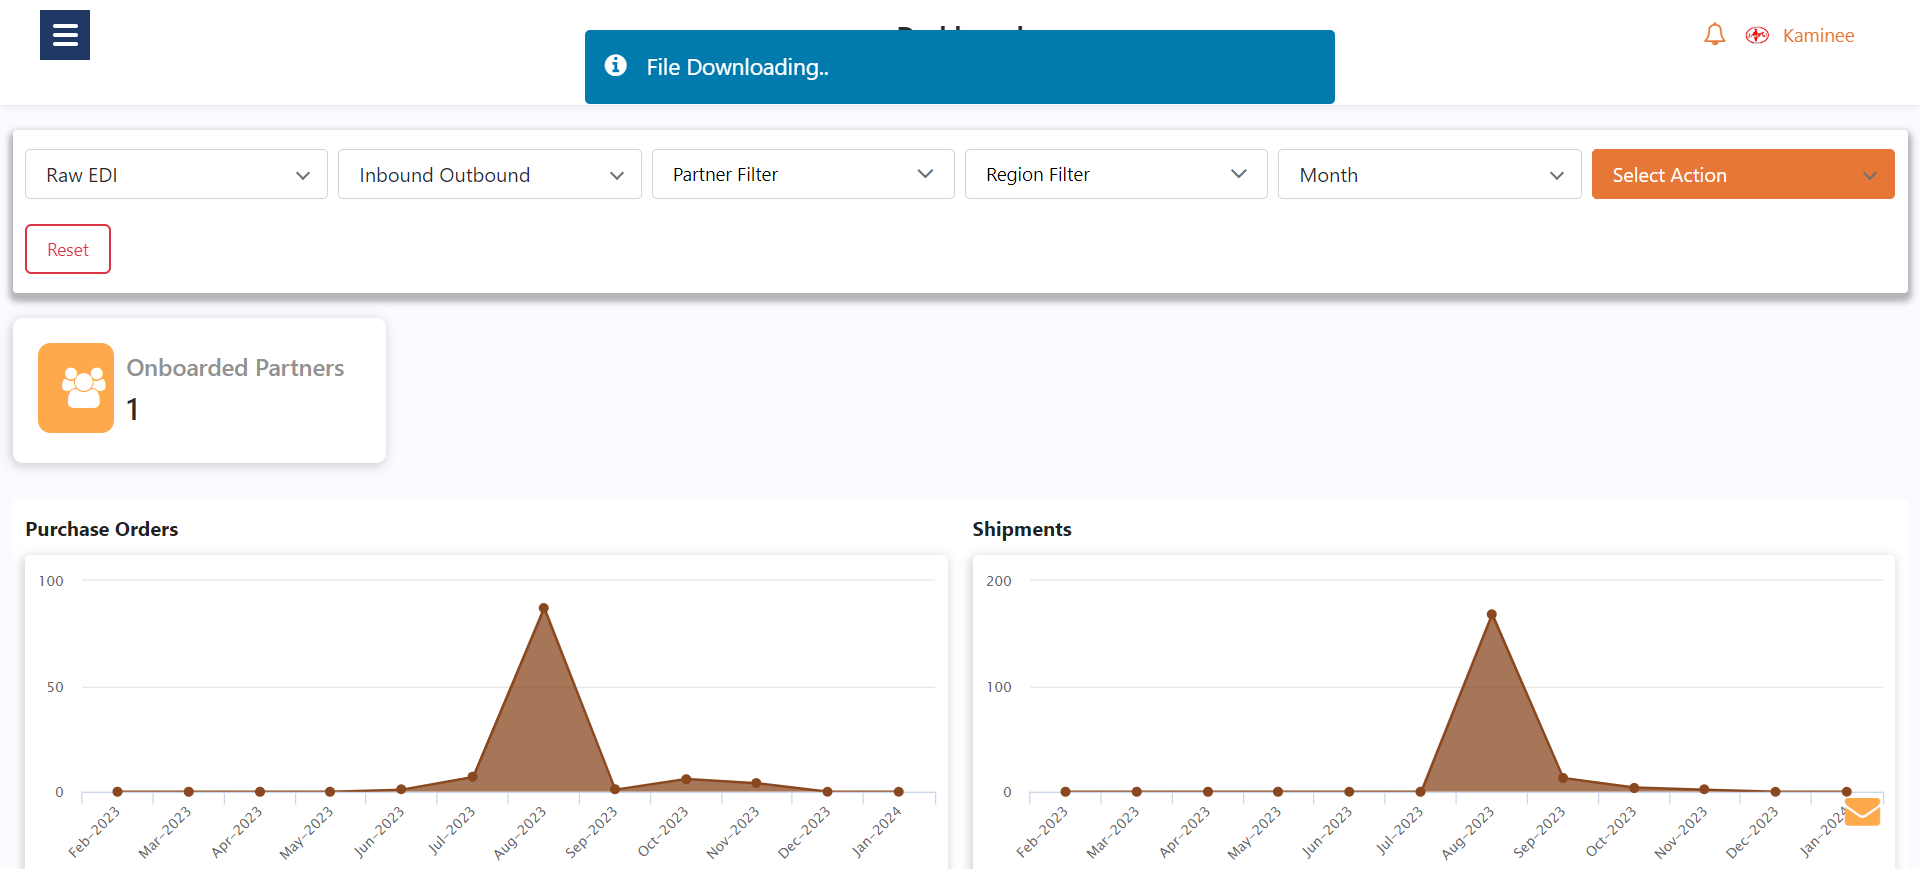 File Downloading..
Kaminee
Raw EDI
Inbound Outbound
Partner Filter
Region Filter
Month
Select Action
Reset
Onboarded Partners
1
Purchase Orders
100
50
0
Feb-2023
Mar-2023
Apr-2023
May-2023
Jun-2023
Jul-2023
Aug-2023
Sep-2023
Oct-2023
Nov-2023
Dec-2023
Jan-2024
Shipments
200
100
0
Feb-2023
Mar-2023
Apr-2023
May-2023
Jun-2023
Jul-2023
Aug-2023
Sep-2023
Oct-2023
Nov-2023
Dec-2023
Jan-2024